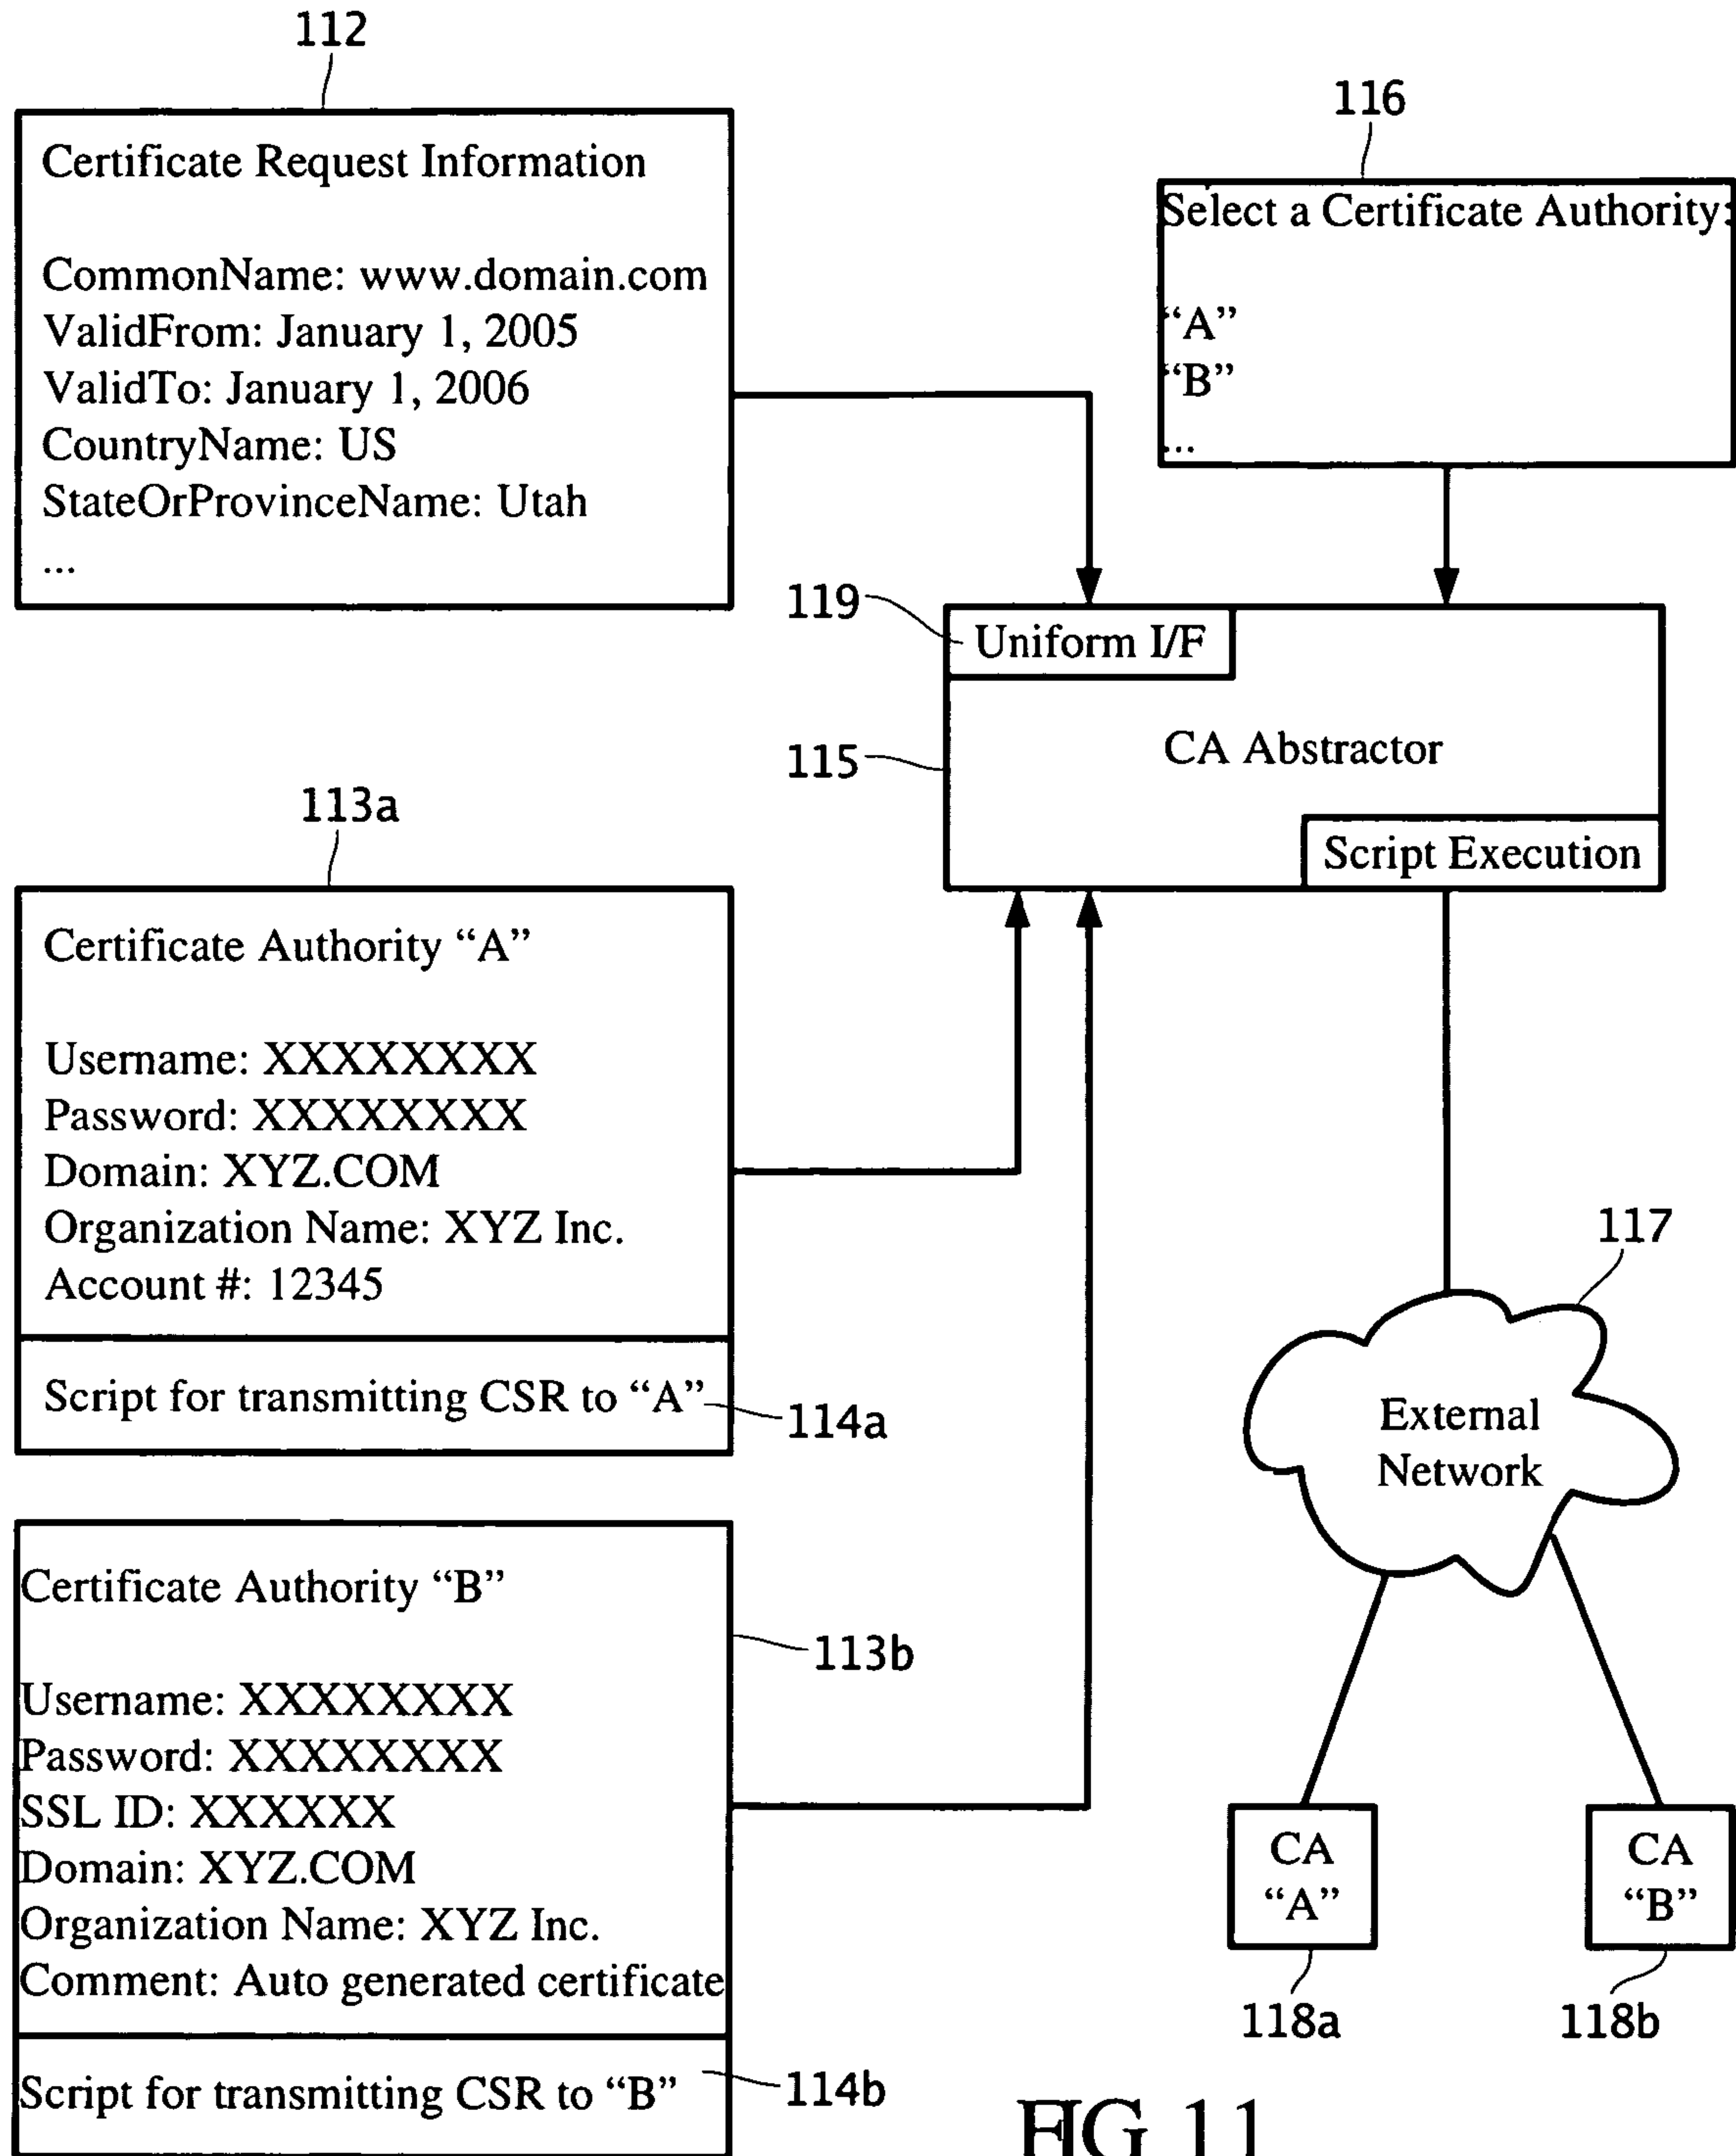 112
Certificate Request Information
CommonName: www.domain.com
ValidFrom: January 1, 2005
ValidTo: January 1, 2006
CountryName: US
StateOrProvinceName: Utah
...
116
Select a Certificate Authority:
“A”
“B”
...
119
Uniform I/F
115
CA Abstractor
Script Execution
113a
Certificate Authority “A”
Username: XXXXXXXX
Password: XXXXXXXX
Domain: XYZ.COM
Organization Name: XYZ Inc.
Account #: 12345
Script for transmitting CSR to “A”
114a
Certificate Authority “B”
113b
Username: XXXXXXXX
Password: XXXXXXXX
SSL ID: XXXXXX
Domain: XYZ.COM
Organization Name: XYZ Inc.
Comment: Auto generated certificate
Script for transmitting CSR to “B”
114b
117
External
Network
CA
“A”
CA
“B”
118a
118b
FIG 11